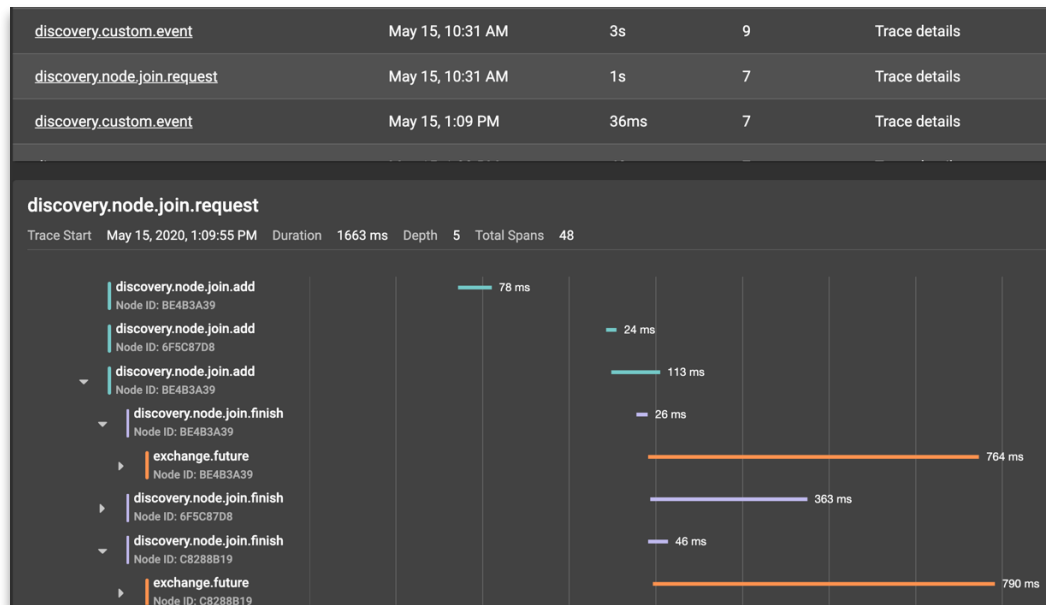 discovery.custom.event May 15, 10:31 AM 3s 9 Trace details
discovery.node.join.request May 15, 10:31 AM 1s 7 Trace details
discovery.custom.event May 15, 1:09 PM 36ms 7 Trace details
discovery.node.join.request
Trace Start May 15, 2020, 1:09:55 PM Duration 1663 ms Depth 5 Total Spans 48
discovery.node.join.add 78 ms
Node ID: BE4B3A39
discovery.node.join.add 24 ms
Node ID: 6F5C87D8
discovery.node.join.add 113 ms
Node ID: BE4B3A39
discovery.node.join.finish 26 ms
Node ID: BE4B3A39
exchange.future 764 ms
Node ID: BE4B3A39
discovery.node.join.finish 363 ms
Node ID: 6F5C87D8
discovery.node.join.finish 46 ms
Node ID: C8288B19
exchange.future 790 ms
Node ID: C8288B19